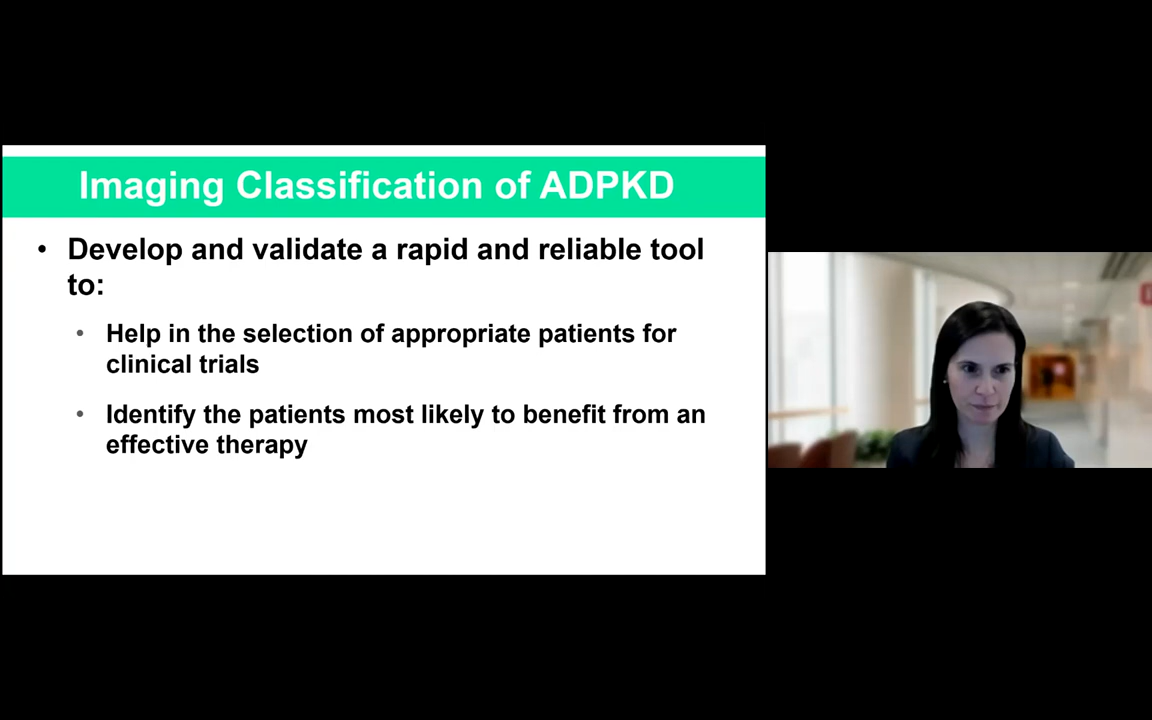 Imaging Classification of ADPKD
• Develop and validate a rapid and reliable tool
to:
• Help in the selection of appropriate patients for
clinical trials
• Identify the patients most likely to benefit from an
effective therapy